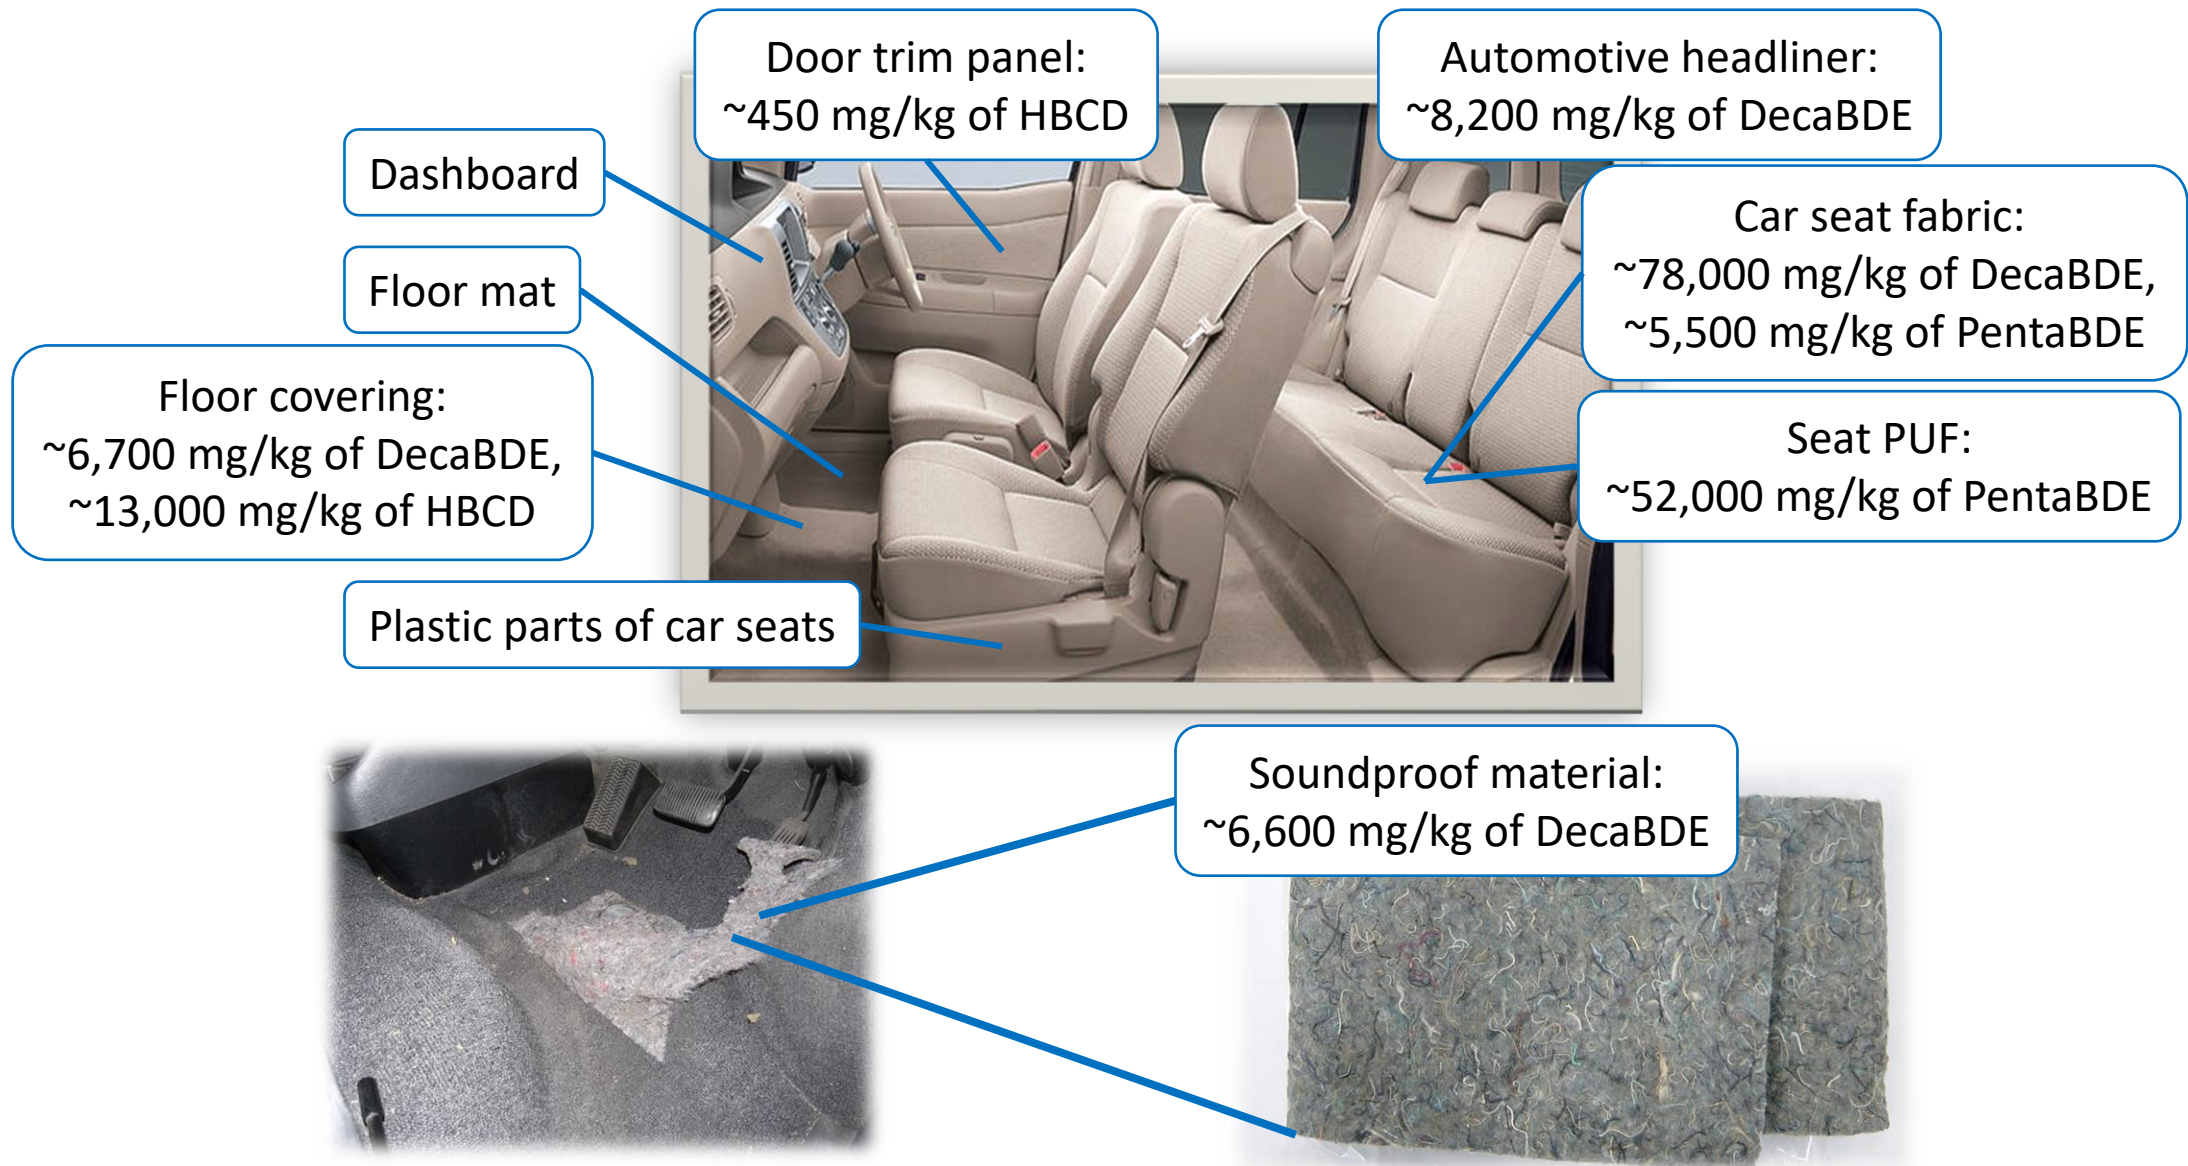 Door trim panel:
~450 mg/kg of HBCD
Automotive headliner:
~8,200 mg/kg of DecaBDE
Dashboard
Car seat fabric:
~78,000 mg/kg of DecaBDE,
~5,500 mg/kg of PentaBDE
Floor mat
Floor covering:
~6,700 mg/kg of DecaBDE,
~13,000 mg/kg of HBCD
Seat PUF:
~52,000 mg/kg of PentaBDE
Plastic parts of car seats
Soundproof material:
~6,600 mg/kg of DecaBDE